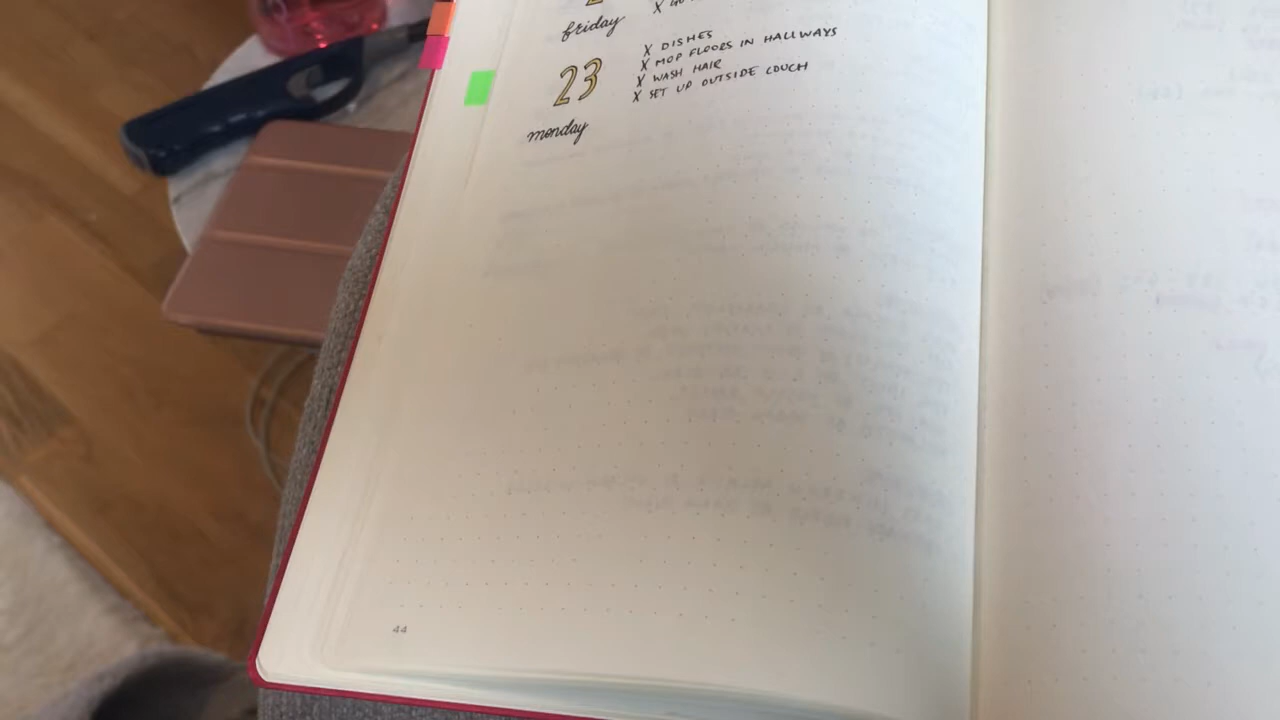 friday
X DISHES
X MOP FLOORS IN HALLWAYS
23
X WASH HAIR
X SET UP OUTSIDE COUCH
monday
44